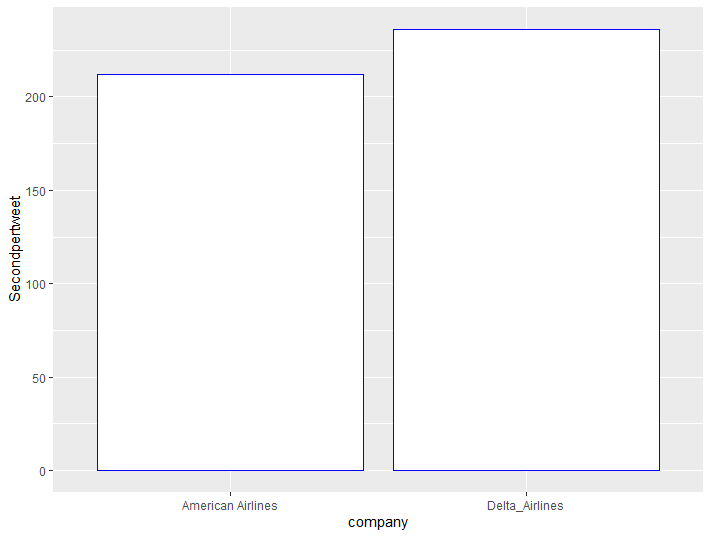 Secondpertweet
200
150
100
50
0
American Airlines
Delta_Airlines
company